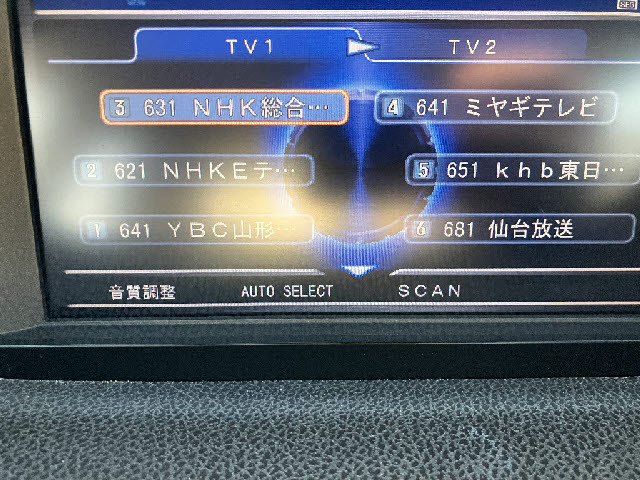 SEG
TV1
TV2
3 631 NHK総合…
4 641 ミヤギテレビ
2 621 NHKEテ…
5 651 khb東日…
1 641 YBC山形…
6 681 仙台放送
音質調整
AUTO SELECT
SCAN